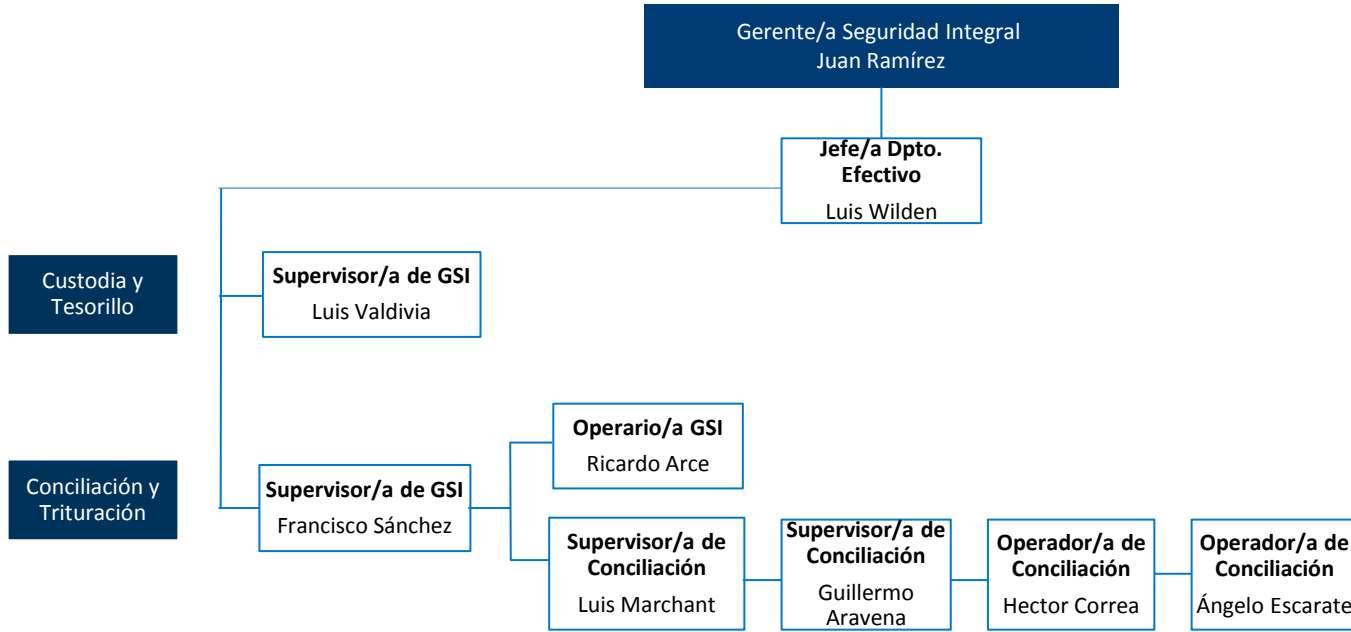 Gerente/a Seguridad Integral
Juan Ramírez
Jefe/a Dpto.
Efectivo
Luis Wilden
Custodia y
Tesorillo
Supervisor/a de GSI
Luis Valdivia
Conciliación y
Trituración
Supervisor/a de GSI
Francisco Sánchez
Operario/a GSI
Ricardo Arce
Supervisor/a de
Conciliación
Luis Marchant
Supervisor/a de
Conciliación
Guillermo
Aravena
Operador/a de
Conciliación
Hector Correa
Operador/a de
Conciliación
Ángelo Escarate